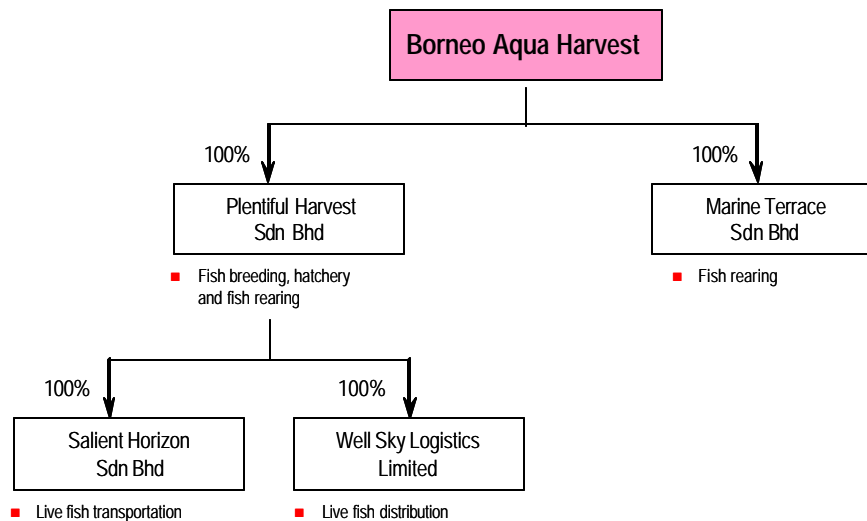 Borneo Aqua Harvest
100%
100%
Plentiful Harvest
Sdn Bhd
Marine Terrace
Sdn Bhd
Fish breeding, hatchery
and fish rearing
Fish rearing
100%
100%
Salient Horizon
Sdn Bhd
Well Sky Logistics
Limited
Live fish transportation
Live fish distribution